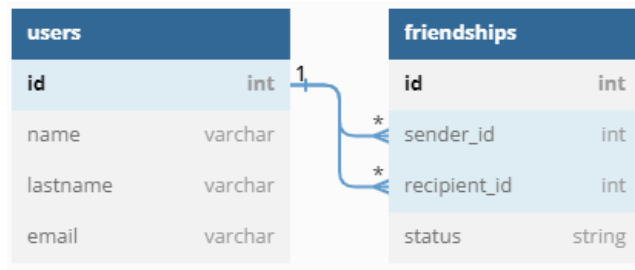 users
id int
name varchar
lastname varchar
email varchar
1
*
*
friendships
id int
sender_id int
recipient_id int
status string